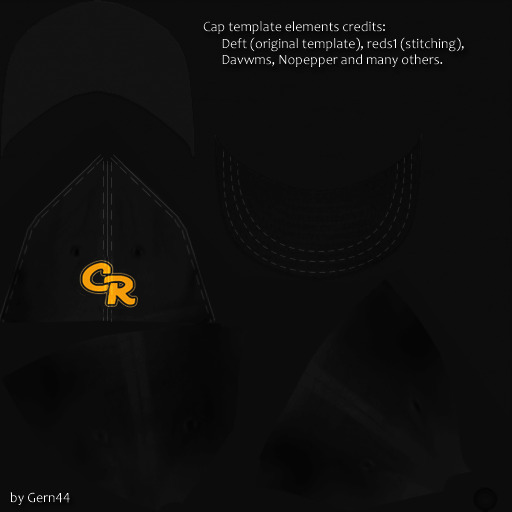 Cap template elements credits:
Deft (original template), reds1 (stitching),
Davwms, Nopepper and many others.
CR
by Gern44